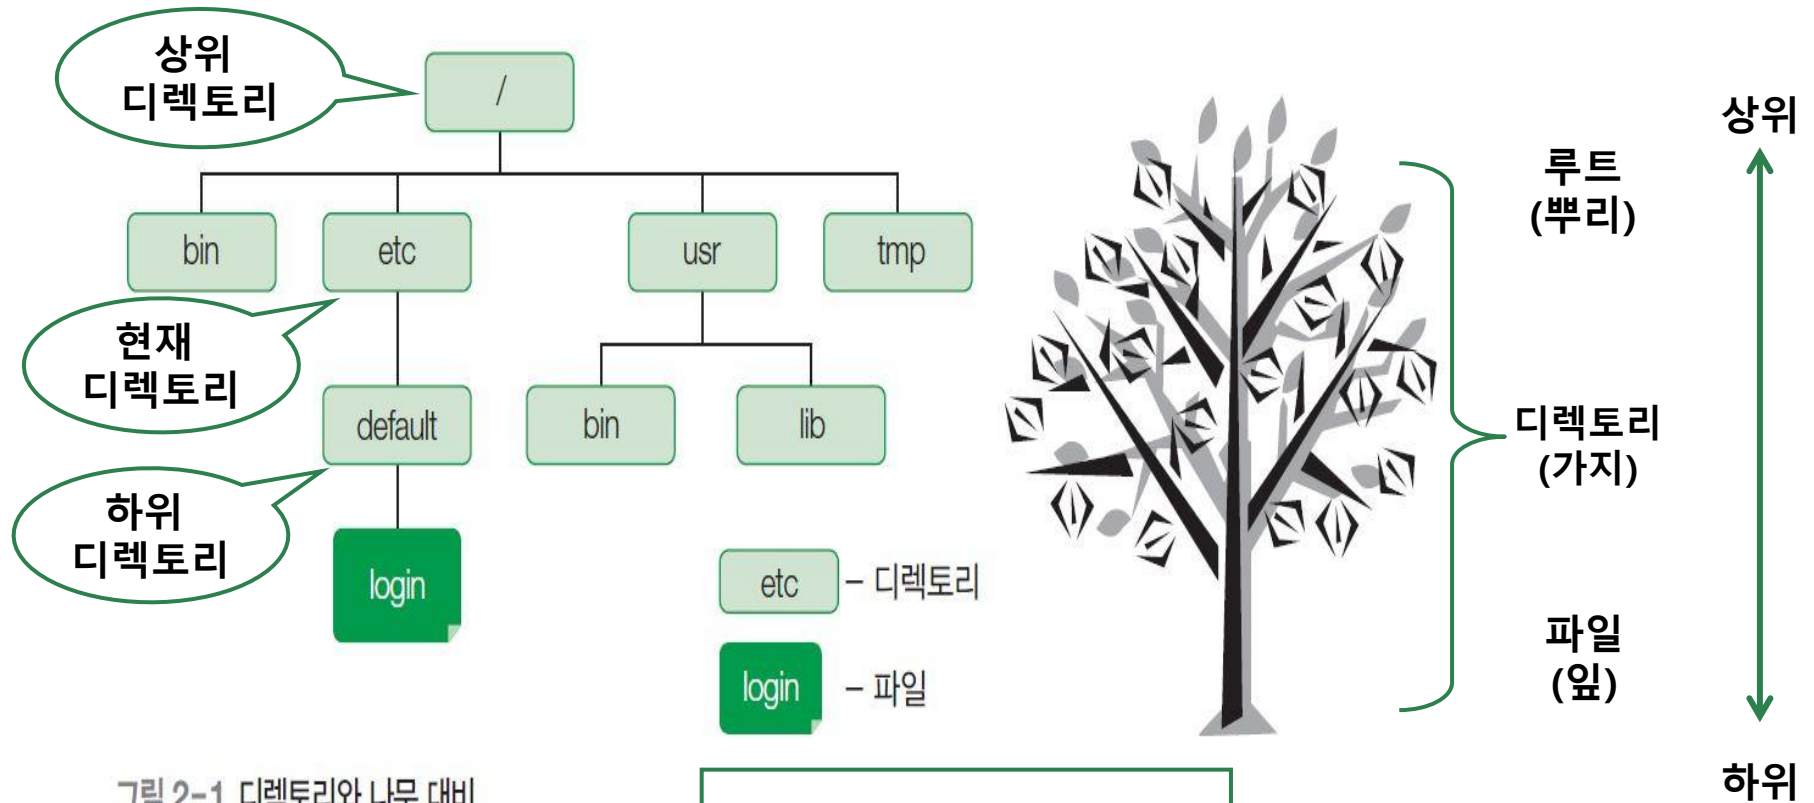 상위
디렉토리
/
bin
etc
usr
tmp
현재
디렉토리
default
bin
lib
하위
디렉토리
login
etc
– 디렉토리
login
– 파일
그림 2-1 디렉토리와 나무 대비
상위
루트
(뿌리)
디렉토리
(가지)
파일
(잎)
하위